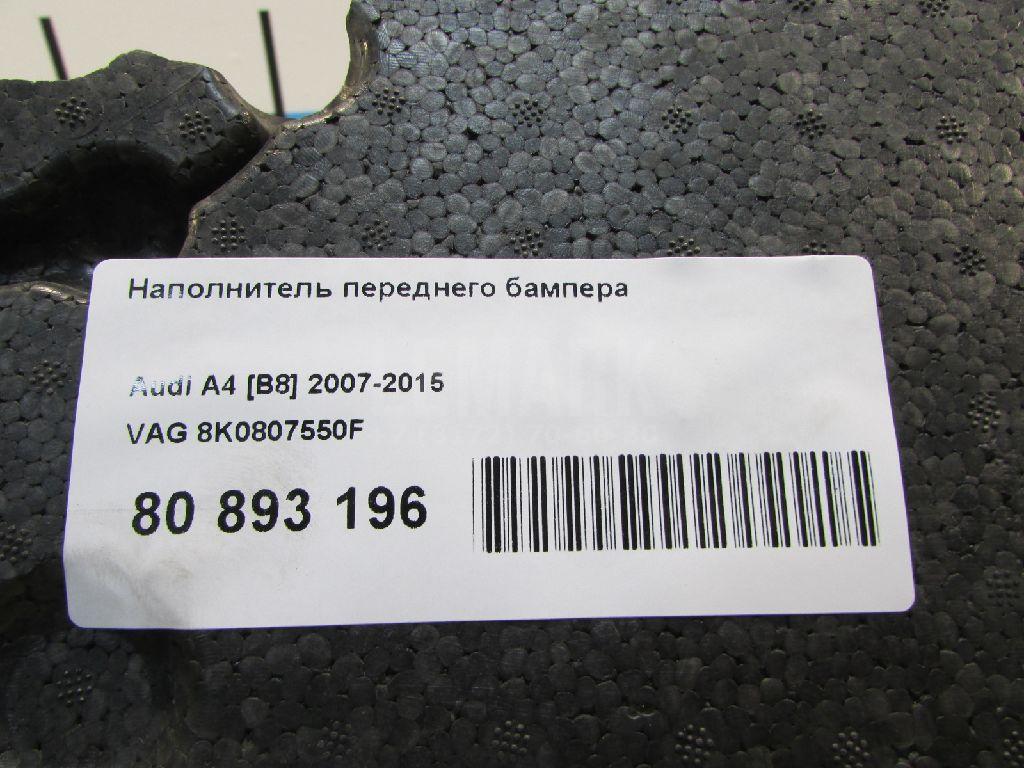 Наполнитель переднего бампера
Audi A4 [B8] 2007-2015
VAG 8K0807550F
80 893 196